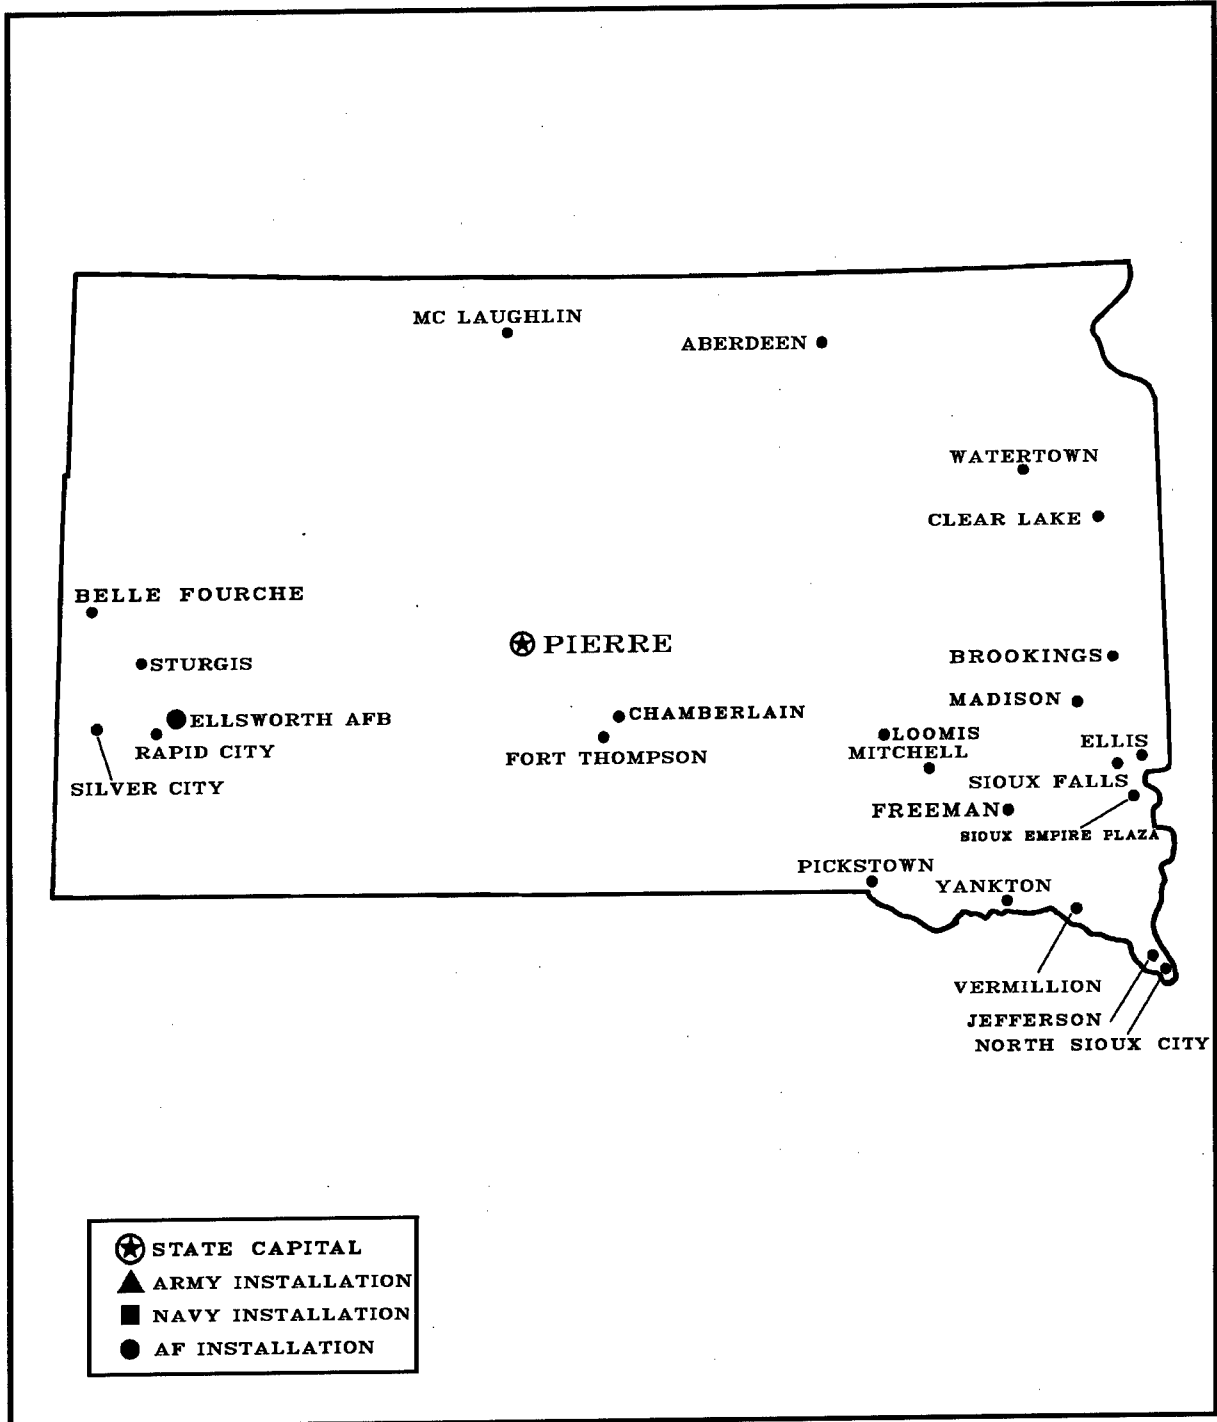 MC LAUGHLIN
ABERDEEN
WATERTOWN
CLEAR LAKE
BELLE FOURCHE
PIERRE
STURGIS
BROOKINGS
MADISON
ELLSWORTH AFB
CHAMBERLAIN
LOOMIS
ELLIS
RAPID CITY
FORT THOMPSON
MITCHELL
SILVER CITY
SIOUX FALLS
FREEMAN
SIOUX EMPIRE PLAZA
PICKSTOWN
YANKTON
VERMILLION
JEFFERSON
NORTH SIOUX CITY
STATE CAPITAL
ARMY INSTALLATION
NAVY INSTALLATION
AF INSTALLATION